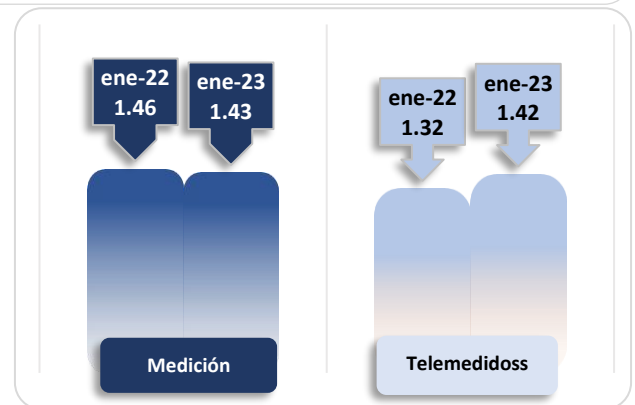 ene-22
1.46
ene-23
1.43
ene-22
1.32
ene-23
1.42
Medición
Telemedidoss